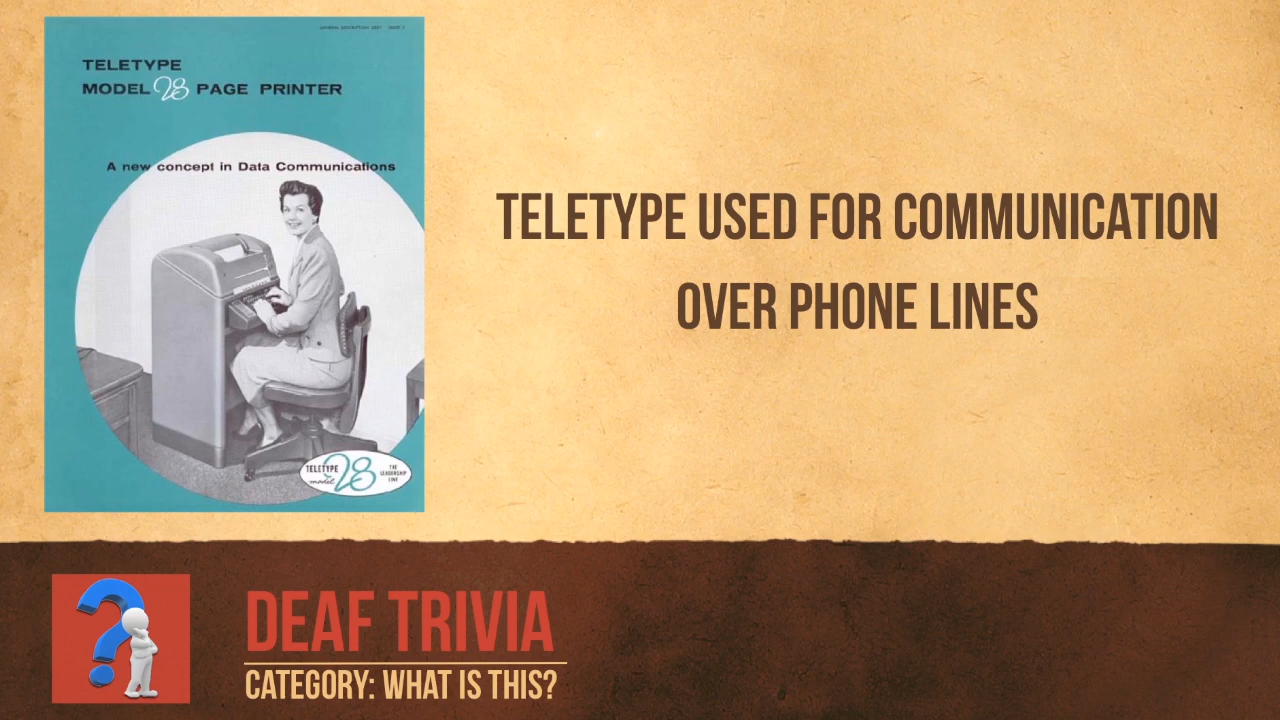 TELETYPE
MODEL 28 PAGE PRINTER
A new concept in Data Communications
TELETYPE
model 28
THE
LEADERSHIP
LINE
TELETYPE USED FOR COMMUNICATION
OVER PHONE LINES
DEAF TRIVIA
CATEGORY: WHAT IS THIS?